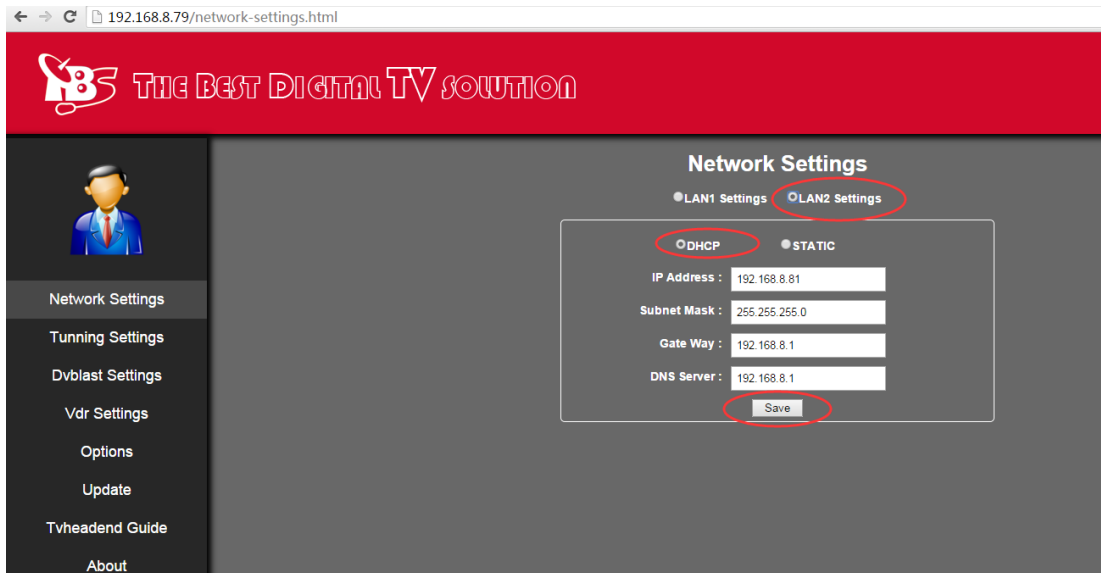 192.168.8.79/network-settings.html
TBS The Best Digital TV solution
Network Settings
LAN1 Settings LAN2 Settings
DHCP STATIC
IP Address : 192.168.8.81
Subnet Mask : 255.255.255.0
Gate Way : 192.168.8.1
DNS Server : 192.168.8.1
Save
Network Settings
Tunning Settings
Dvblast Settings
Vdr Settings
Options
Update
Tvheadend Guide
About